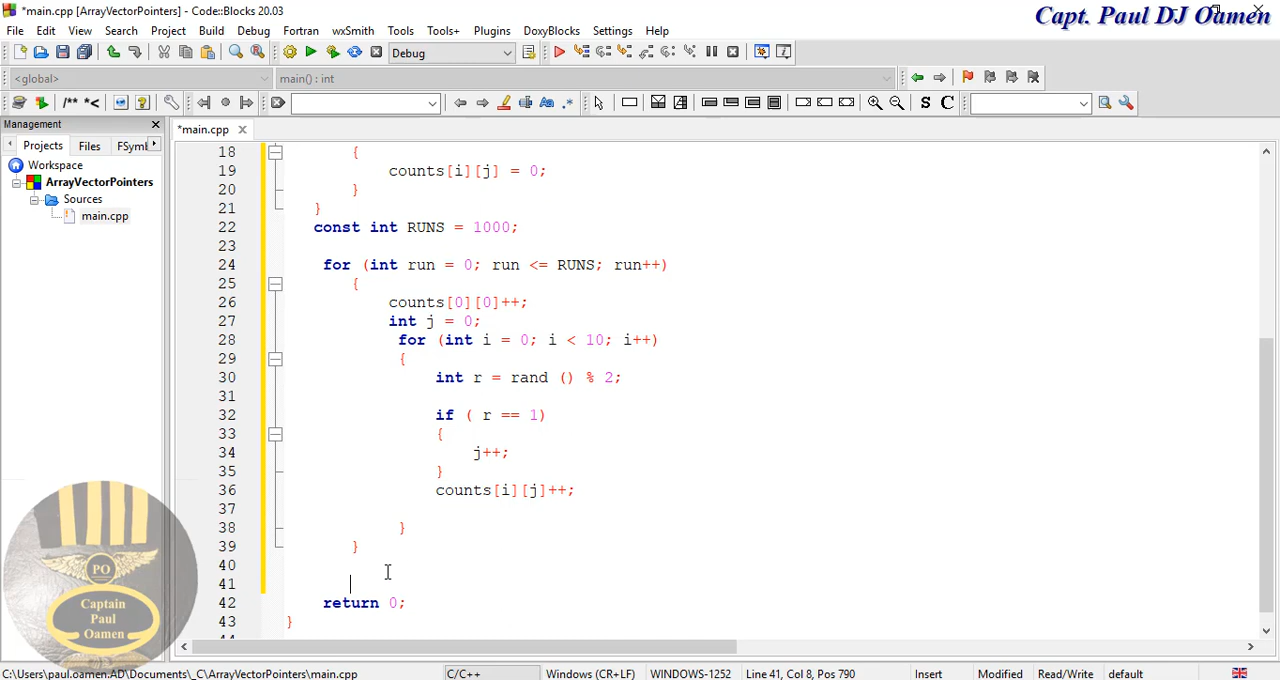 *main.cpp [ArrayVectorPointers] - Code::Blocks 20.03
Capt. Paul DJ Oamen
File Edit View Search Project Build Debug Fortran wxSmith Tools Tools+ Plugins DoxyBlocks Settings Help
Debug
<global>
main() : int
/** *<
S C
Management
Projects Files FSymb
*main.cpp
Workspace
ArrayVectorPointers
Sources
main.cpp
18 {
19 counts[i][j] = 0;
20 }
21 }
22 const int RUNS = 1000;
23
24 for (int run = 0; run <= RUNS; run++)
25 {
26 counts[0][0]++;
27 int j = 0;
28 for (int i = 0; i < 10; i++)
29 {
30 int r = rand () % 2;
31
32 if ( r == 1)
33 {
34 j++;
35 }
36 counts[i][j]++;
37
38 }
39 }
40
41
42 return 0;
43 }
PO
Captain
Paul
Oamen
C:\Users\paul.oamen.AD\Documents\_C\ArrayVectorPointers\main.cpp C/C++ Windows (CR+LF) WINDOWS-1252 Line 41, Col 8, Pos 790 Insert Modified Read/Write default